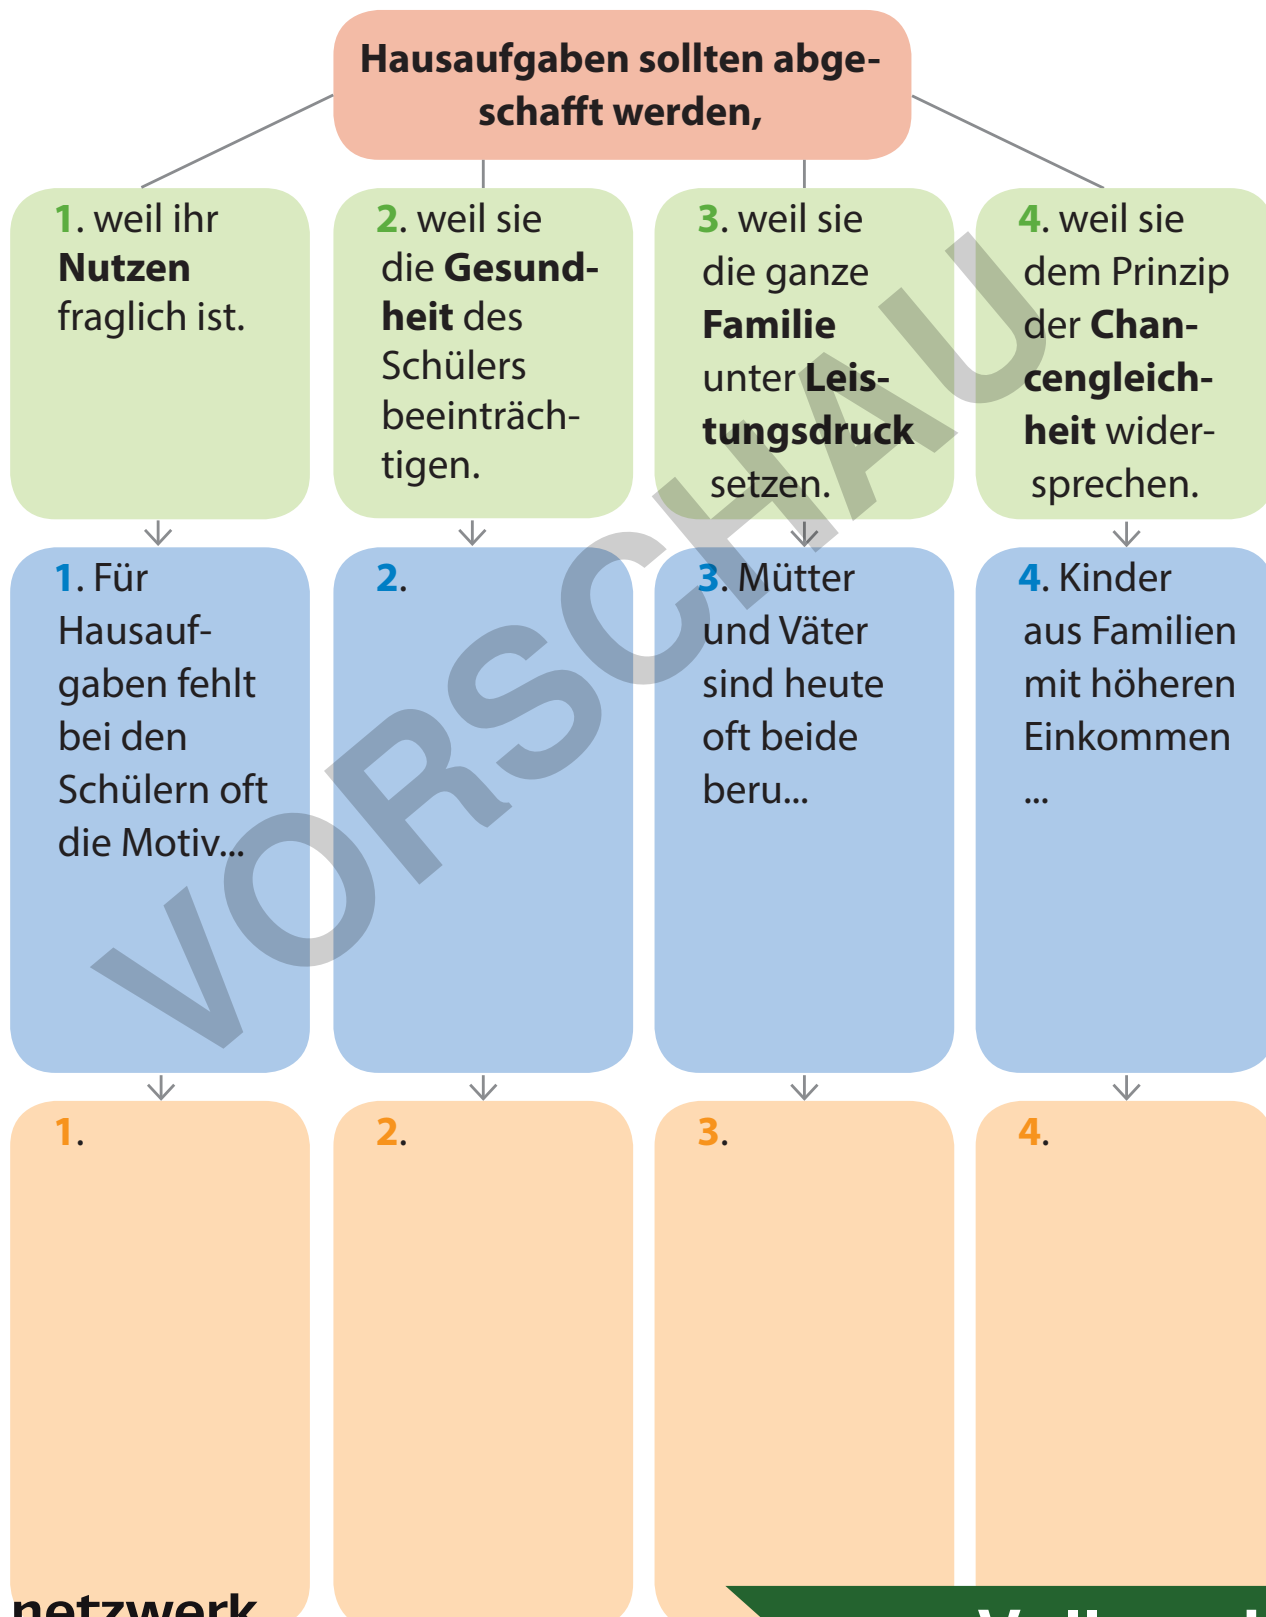 Hausaufgaben sollten abge-
schafft werden,
1. weil ihr
Nutzen
fraglich ist.
2. weil sie
die Gesund-
heit des
Schülers
beeinträch-
tigen.
3. weil sie
die ganze
Familie
unter Leis-
tungsdruck
setzen.
4. weil sie
dem Prinzip
der Chan-
cengleich-
heit wider-
sprechen.
1. Für
Hausauf-
gaben fehlt
bei den
Schülern oft
die Motiv...
2.
3. Mütter
und Väter
sind heute
oft beide
beru...
4. Kinder
aus Familien
mit höheren
Einkommen
...
1.
2.
3.
4.
VORSCHAU
netzwerk